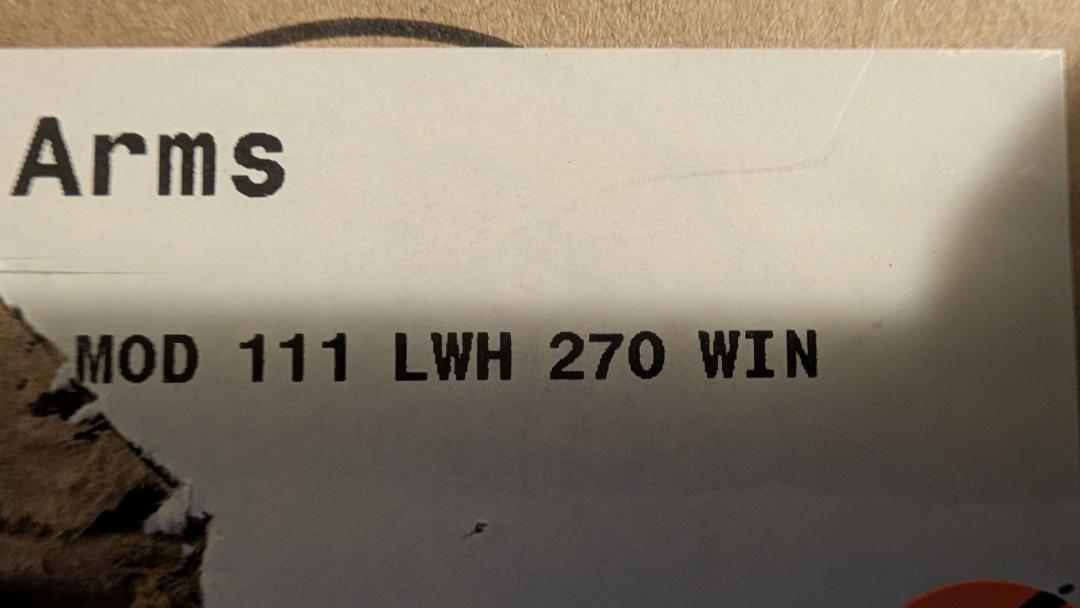 Arms
MOD 111 LWH 270 WIN